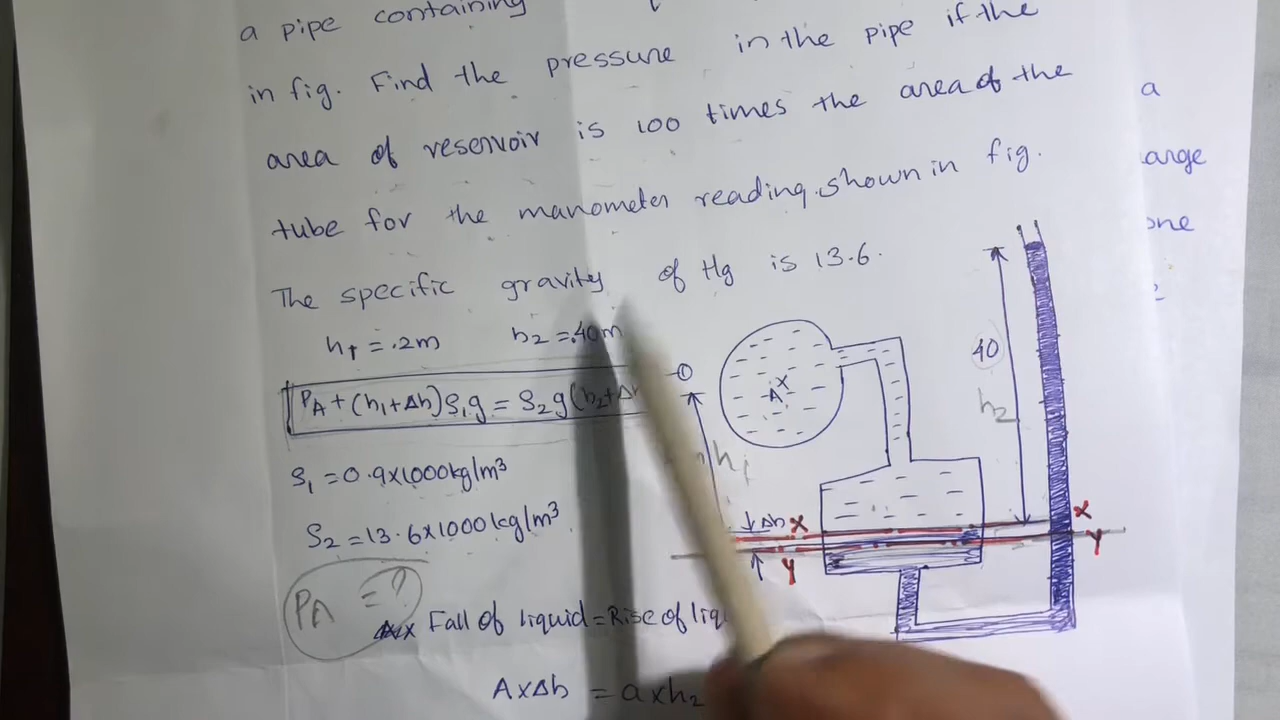 a pipe containing
in fig. Find the pressure in the pipe if the
area of reservoir is 100 times the area of the
tube for the manometer reading shown in fig.
The specific gravity of Hg is 13.6.
h1 = .2m h2 = .40m
PA + (h1+Δh)S1g = S2g(h2+Δh
S1 = 0.9x1000kg/m³
S2 = 13.6x1000kg/m³
PA = ?
Fall of liquid = Rise of liqu
A x Δh = a x h2
a
arge
one
40
h2
A
X
h1
Δh
X
Y
X
Y